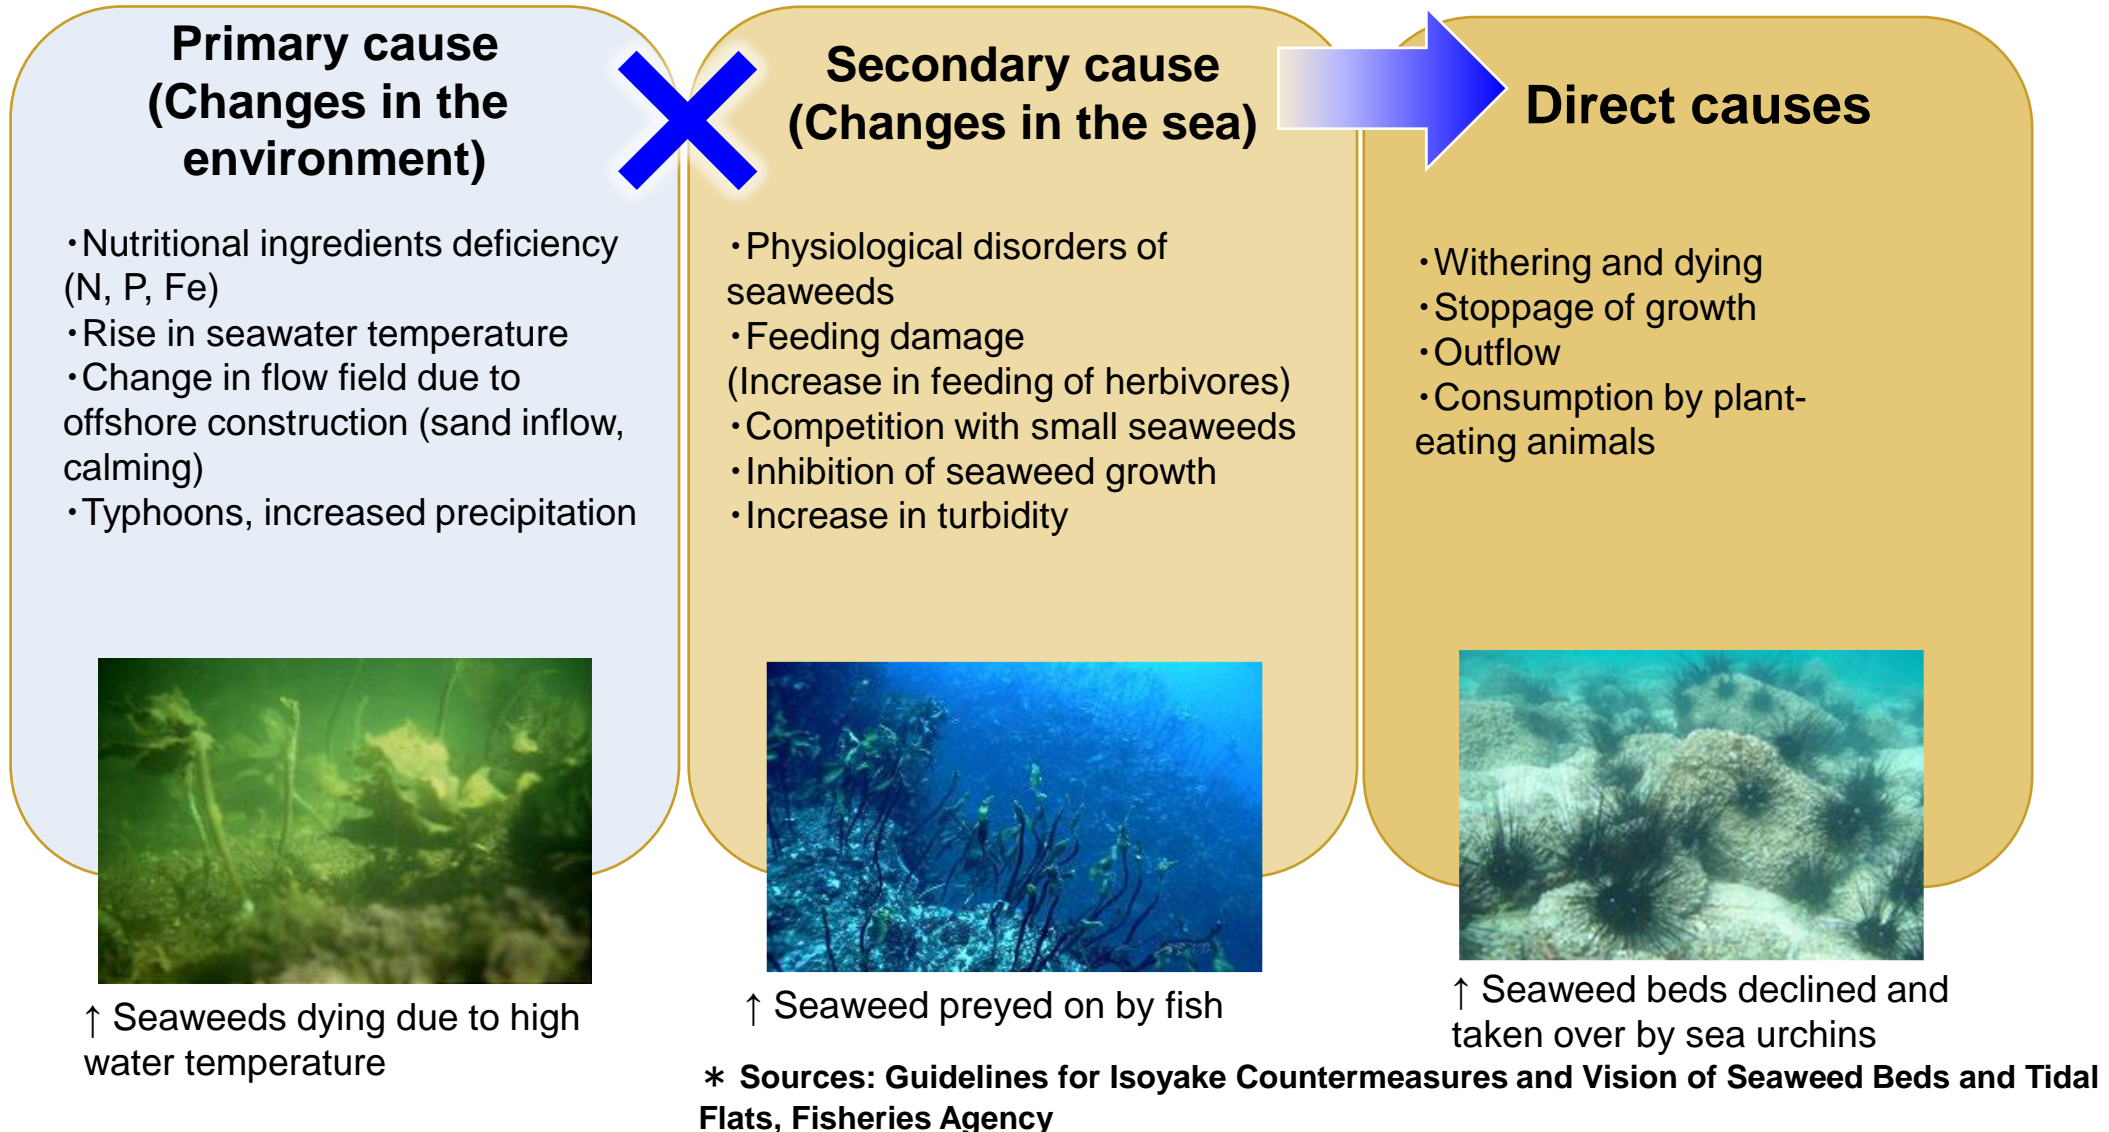 Primary cause
(Changes in the
environment)
・Nutritional ingredients deficiency
(N, P, Fe)
・Rise in seawater temperature
・Change in flow field due to
offshore construction (sand inflow,
calming)
・Typhoons, increased precipitation
↑ Seaweeds dying due to high
water temperature
Secondary cause
(Changes in the sea)
・Physiological disorders of
seaweeds
・Feeding damage
(Increase in feeding of herbivores)
・Competition with small seaweeds
・Inhibition of seaweed growth
・Increase in turbidity
↑ Seaweed preyed on by fish
Direct causes
・Withering and dying
・Stoppage of growth
・Outflow
・Consumption by plant-
eating animals
↑ Seaweed beds declined and
taken over by sea urchins
＊ Sources: Guidelines for Isoyake Countermeasures and Vision of Seaweed Beds and Tidal
Flats, Fisheries Agency